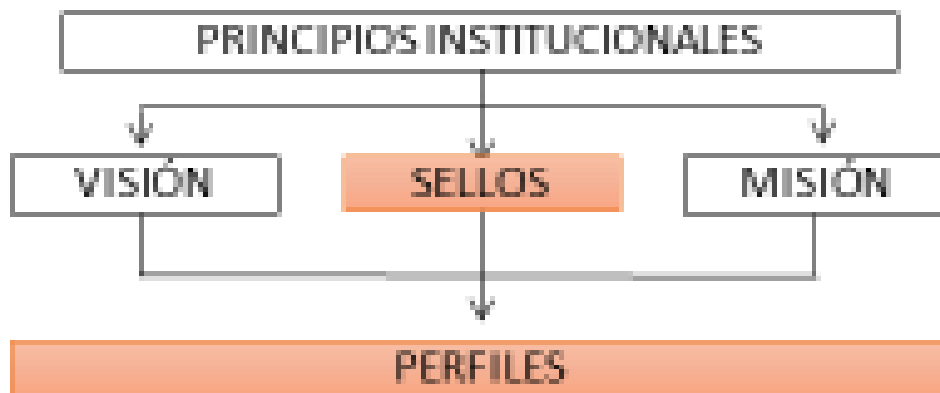 PRINCIPIOS INSTITUCIONALES
VISIÓN
SELLOS
MISIÓN
PERFILES